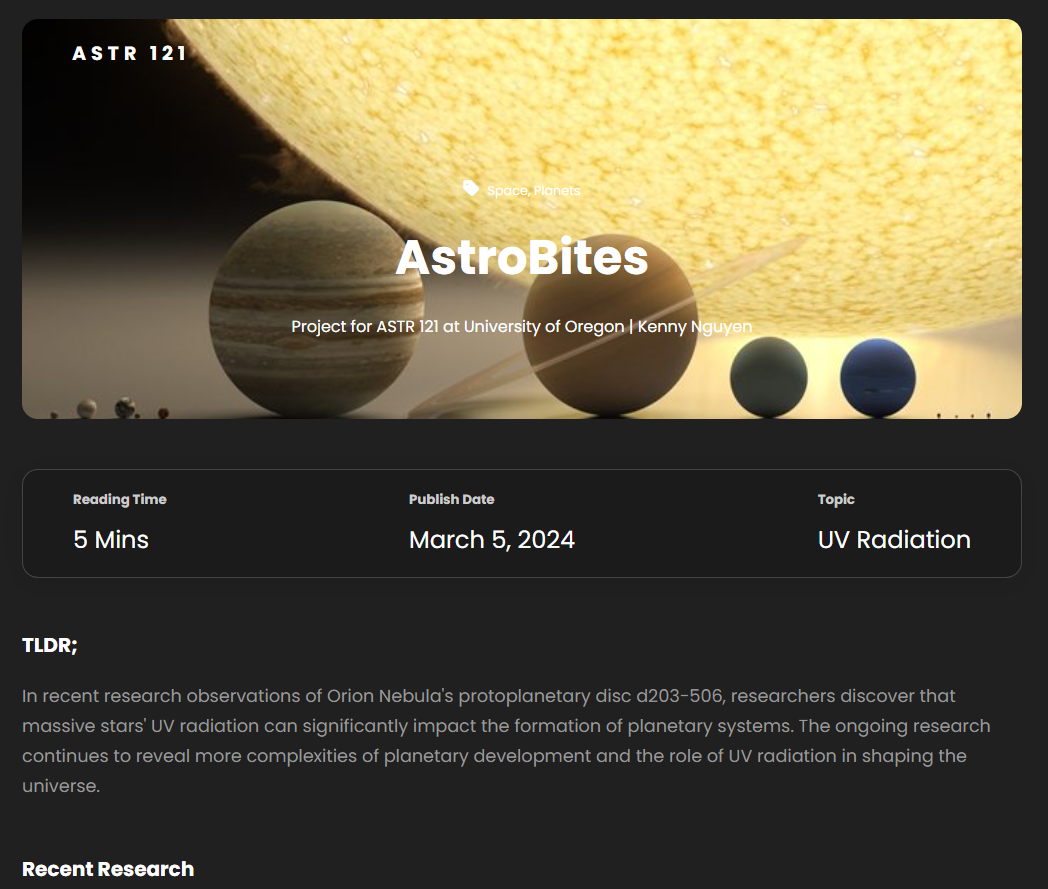 ASTR 121
Space, Planets
AstroBites
Project for ASTR 121 at University of Oregon | Kenny Nguyen
Reading Time
5 Mins
Publish Date
March 5, 2024
Topic
UV Radiation
TLDR;
In recent research observations of Orion Nebula's protoplanetary disc d203-506, researchers discover that
massive stars' UV radiation can significantly impact the formation of planetary systems. The ongoing research
continues to reveal more complexities of planetary development and the role of UV radiation in shaping the
universe.
Recent Research